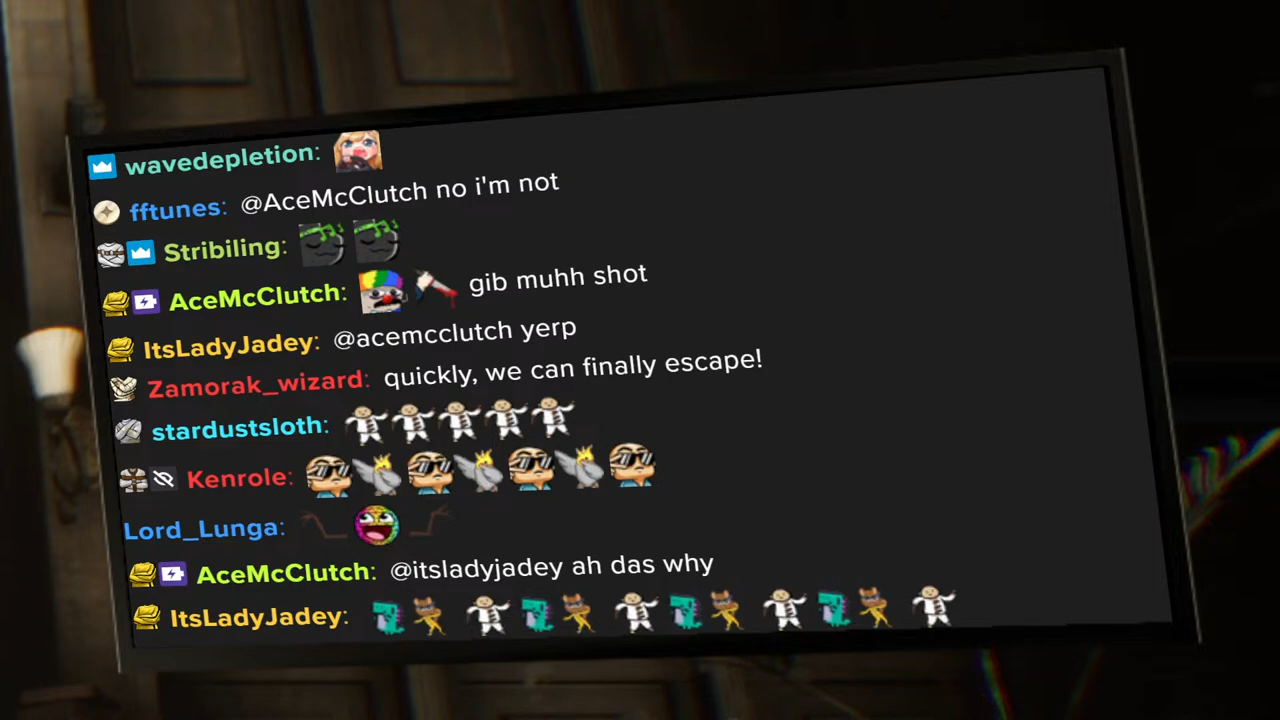 wavedepletion:
fftunes: @AceMcClutch no i'm not
Stribiling:
AceMcClutch: gib muhh shot
ItsLadyJadey: @acemcclutch yerp
Zamorak_wizard: quickly, we can finally escape!
stardustsloth:
Kenrole:
Lord_Lunga:
AceMcClutch: @itsladyjadey ah das why
ItsLadyJadey: